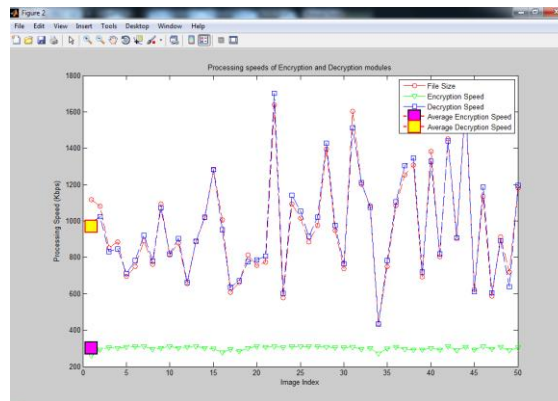 Figure 2
File Edit View Insert Tools Desktop Window Help
Processing speeds of Encryption and Decryption modules
1800
1600
1400
1200
1000
800
600
400
200
Processing Speed (Kbps)
File Size
Encryption Speed
Decryption Speed
Average Encryption Speed
Average Decryption Speed
0 5 10 15 20 25 30 35 40 45 50
Image Index